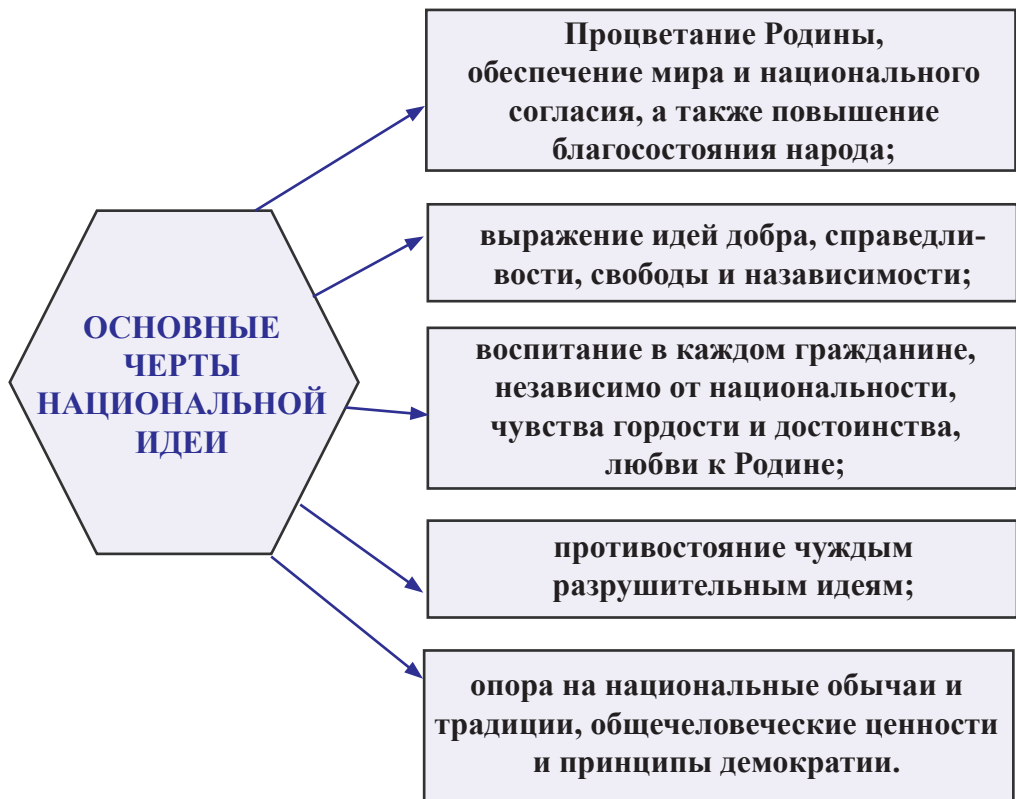 Процветание Родины,
обеспечение мира и национального
согласия, а также повышение
благосостояния народа;
выражение идей добра, справедли-
вости, свободы и назависимости;
ОСНОВНЫЕ
ЧЕРТЫ
НАЦИОНАЛЬНОЙ
ИДЕИ
воспитание в каждом гражданине,
независимо от национальности,
чувства гордости и достоинства,
любви к Родине;
противостояние чуждым
разрушительным идеям;
опора на национальные обычаи и
традиции, общечеловеческие ценности
и принципы демократии.